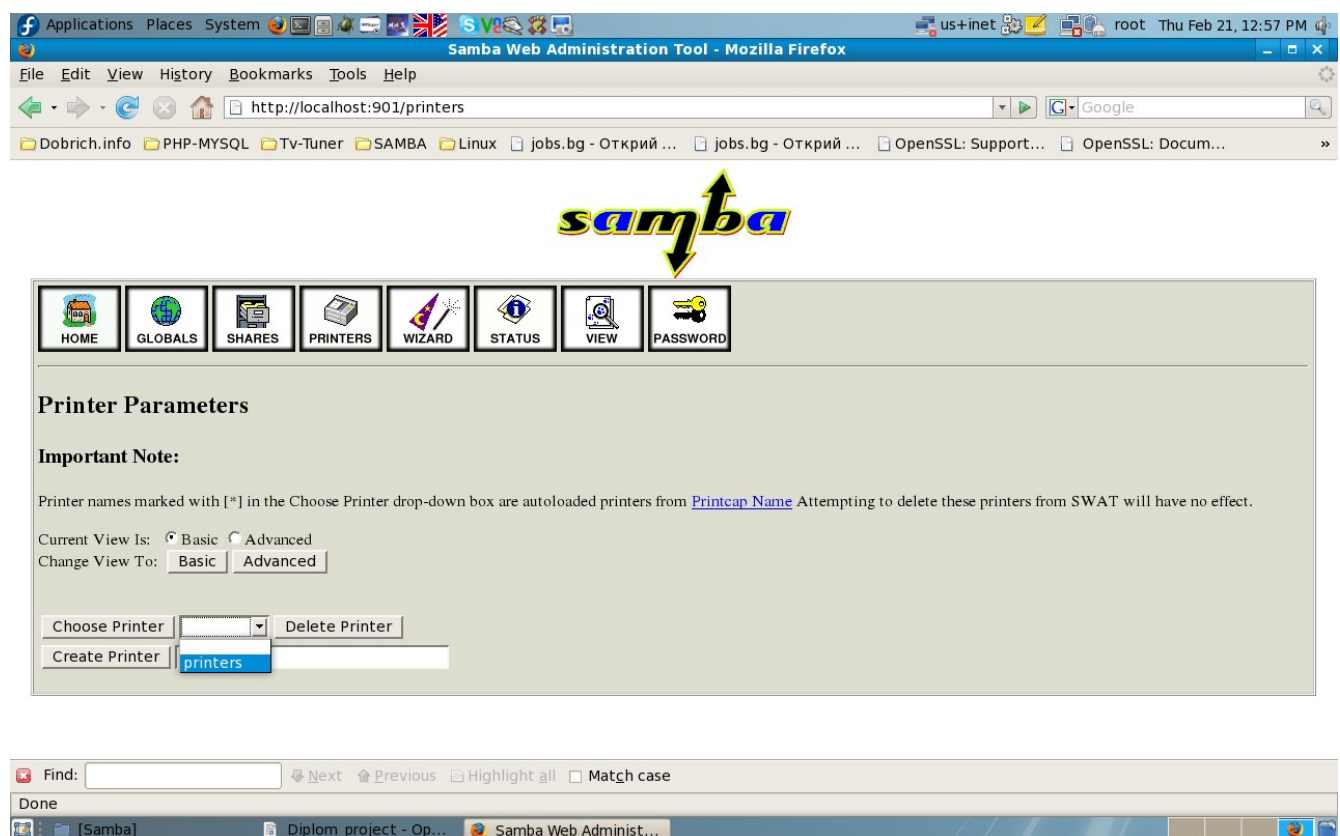 Applications Places System us+inet root Thu Feb 21, 12:57 PM
Samba Web Administration Tool - Mozilla Firefox
File Edit View History Bookmarks Tools Help
http://localhost:901/printers G Google
Dobrich.info PHP-MYSQL Tv-Tuner SAMBA Linux jobs.bg - Открий ... jobs.bg - Открий ... OpenSSL: Support... OpenSSL: Docum... »
samba
HOME GLOBALS SHARES PRINTERS WIZARD STATUS VIEW PASSWORD
Printer Parameters
Important Note:
Printer names marked with [*] in the Choose Printer drop-down box are autoloaded printers from Printcap Name Attempting to delete these printers from SWAT will have no effect.
Current View Is: Basic Advanced
Change View To: Basic Advanced
Choose Printer Delete Printer
Create Printer printers
Find: Next Previous Highlight all Match case
Done
[Samba] Diplom project - Op... Samba Web Administ...